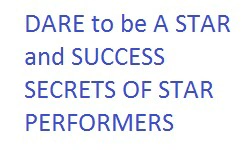 DARE to be A STAR
and SUCCESS
SECRETS OF STAR
PERFORMERS